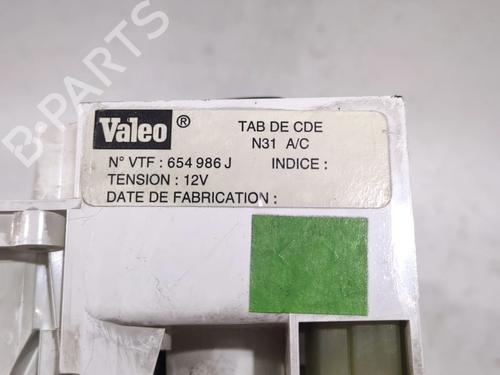 Valeo ® TAB DE CDE
N31 A/C
N° VTF : 654 986 J INDICE :
TENSION : 12V
DATE DE FABRICATION :
B-PARTS